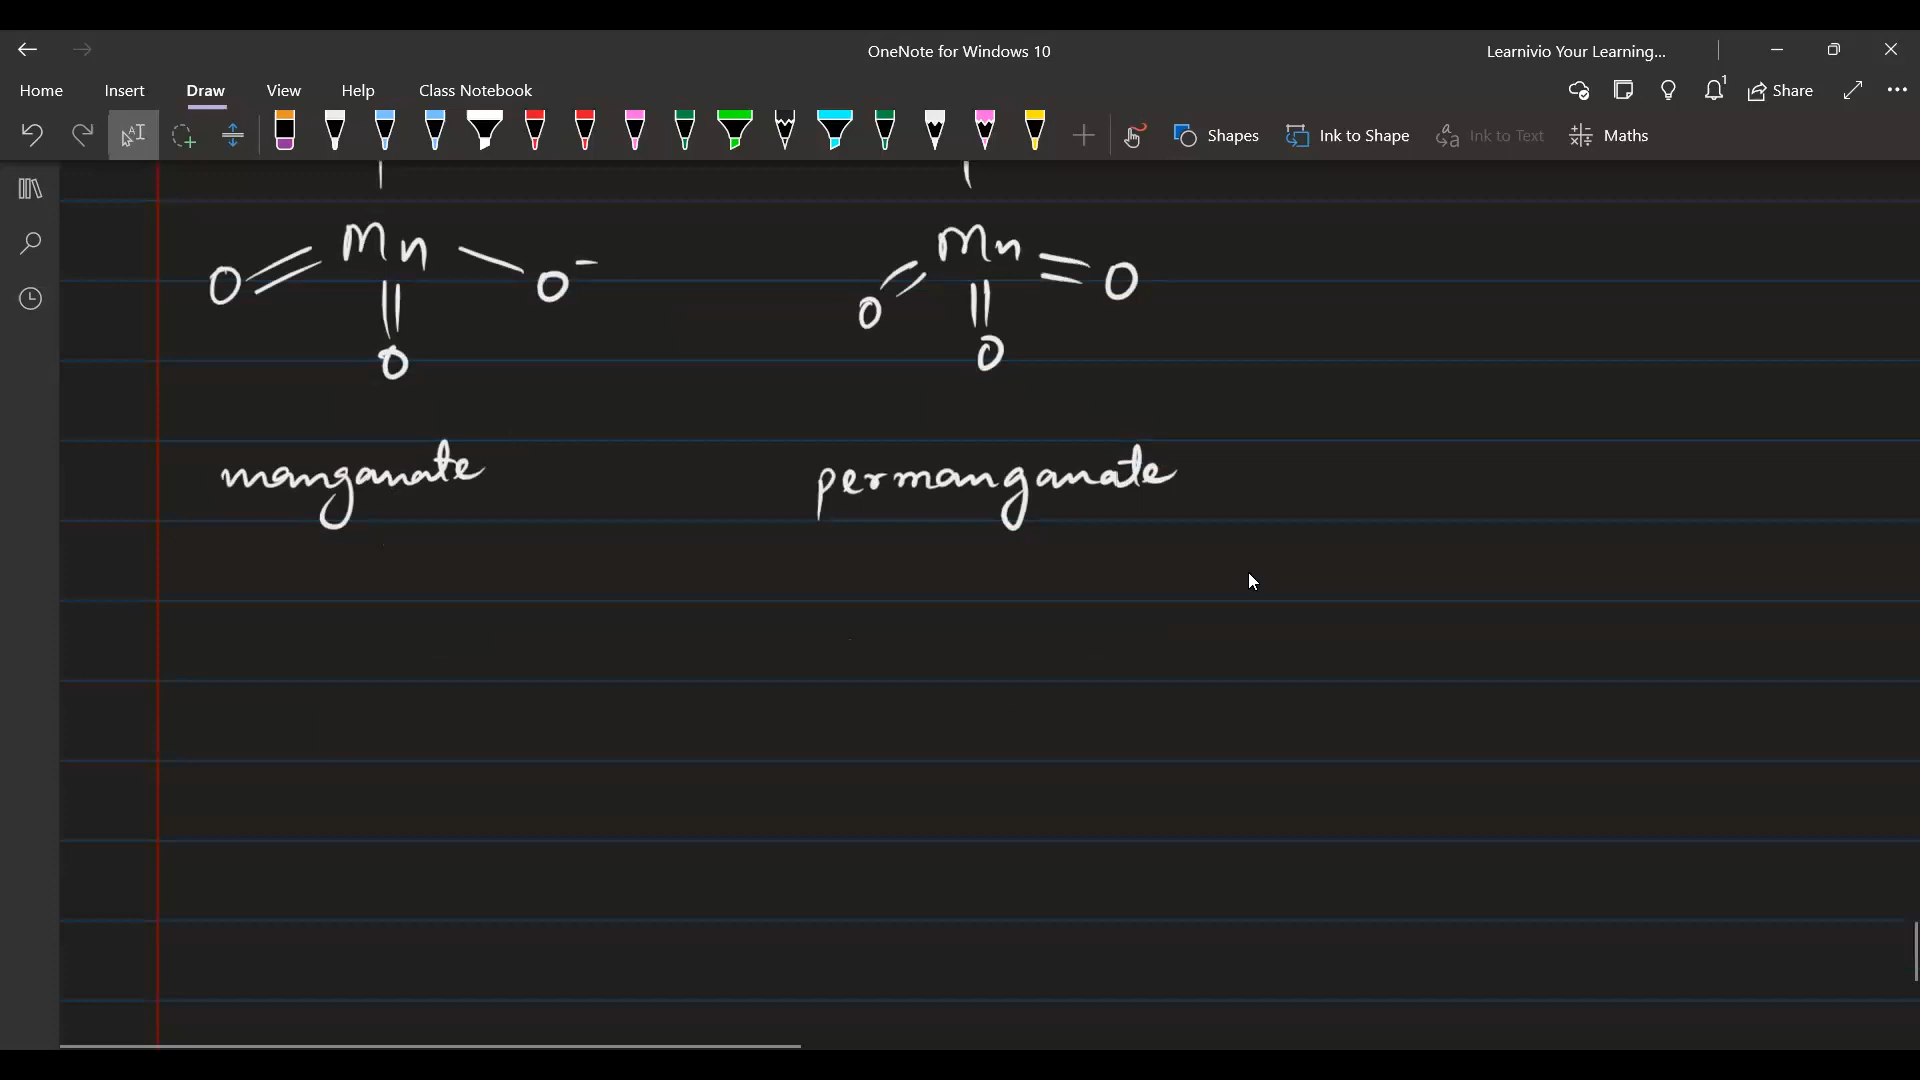 OneNote for Windows 10
Learnivio Your Learning...
Home Insert Draw View Help Class Notebook
1
Share
Shapes Ink to Shape Ink to Text Maths
Mn
O O⁻
O
Mn
O O
O
manganate permanganate